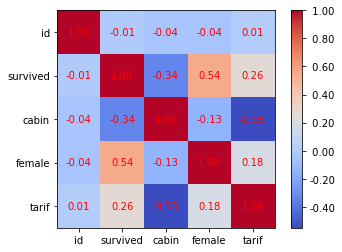 id 1.00 -0.01 -0.04 -0.04 0.01
survived -0.01 1.00 -0.34 0.54 0.26
cabin -0.04 -0.34 1.00 -0.13 -0.55
female -0.04 0.54 -0.13 1.00 0.18
tarif 0.01 0.26 -0.55 0.18 1.00
id survived cabin female tarif
1.00
0.80
0.60
0.40
0.20
0.00
-0.20
-0.40